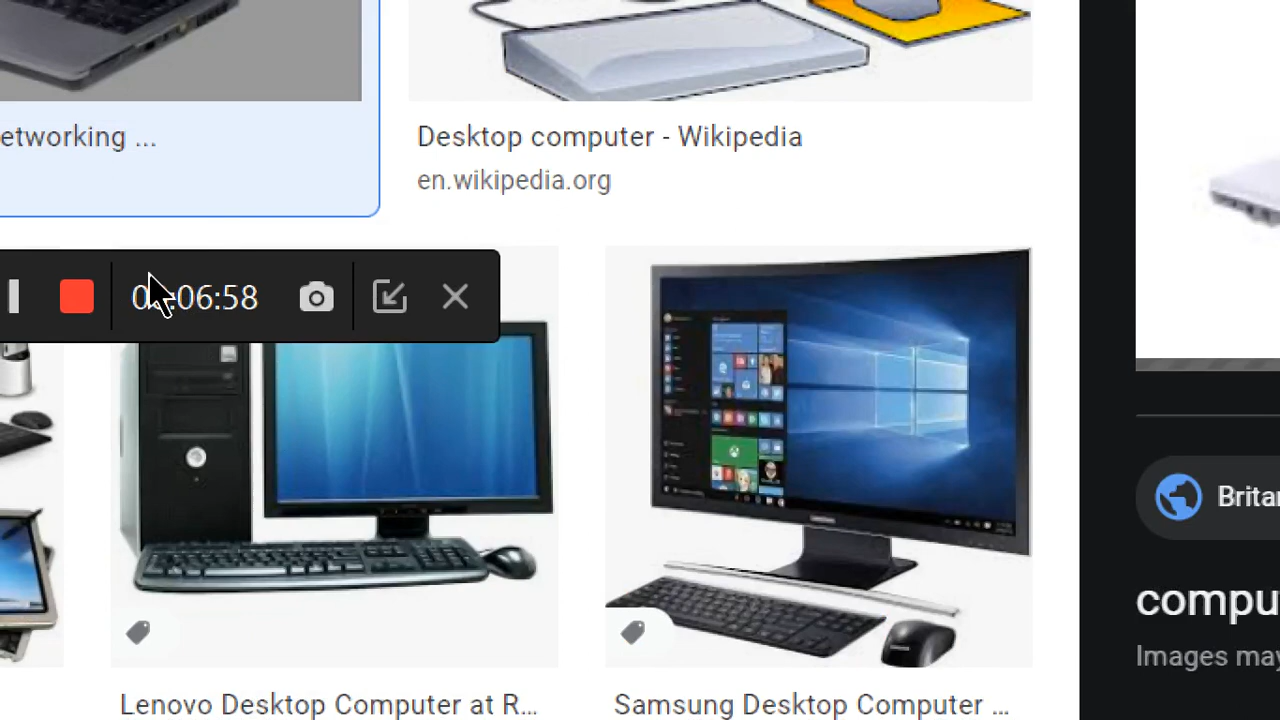 etworking ...
Desktop computer - Wikipedia
en.wikipedia.org
06:58
Lenovo Desktop Computer at R...
Samsung Desktop Computer ...
Britan
compu
Images may